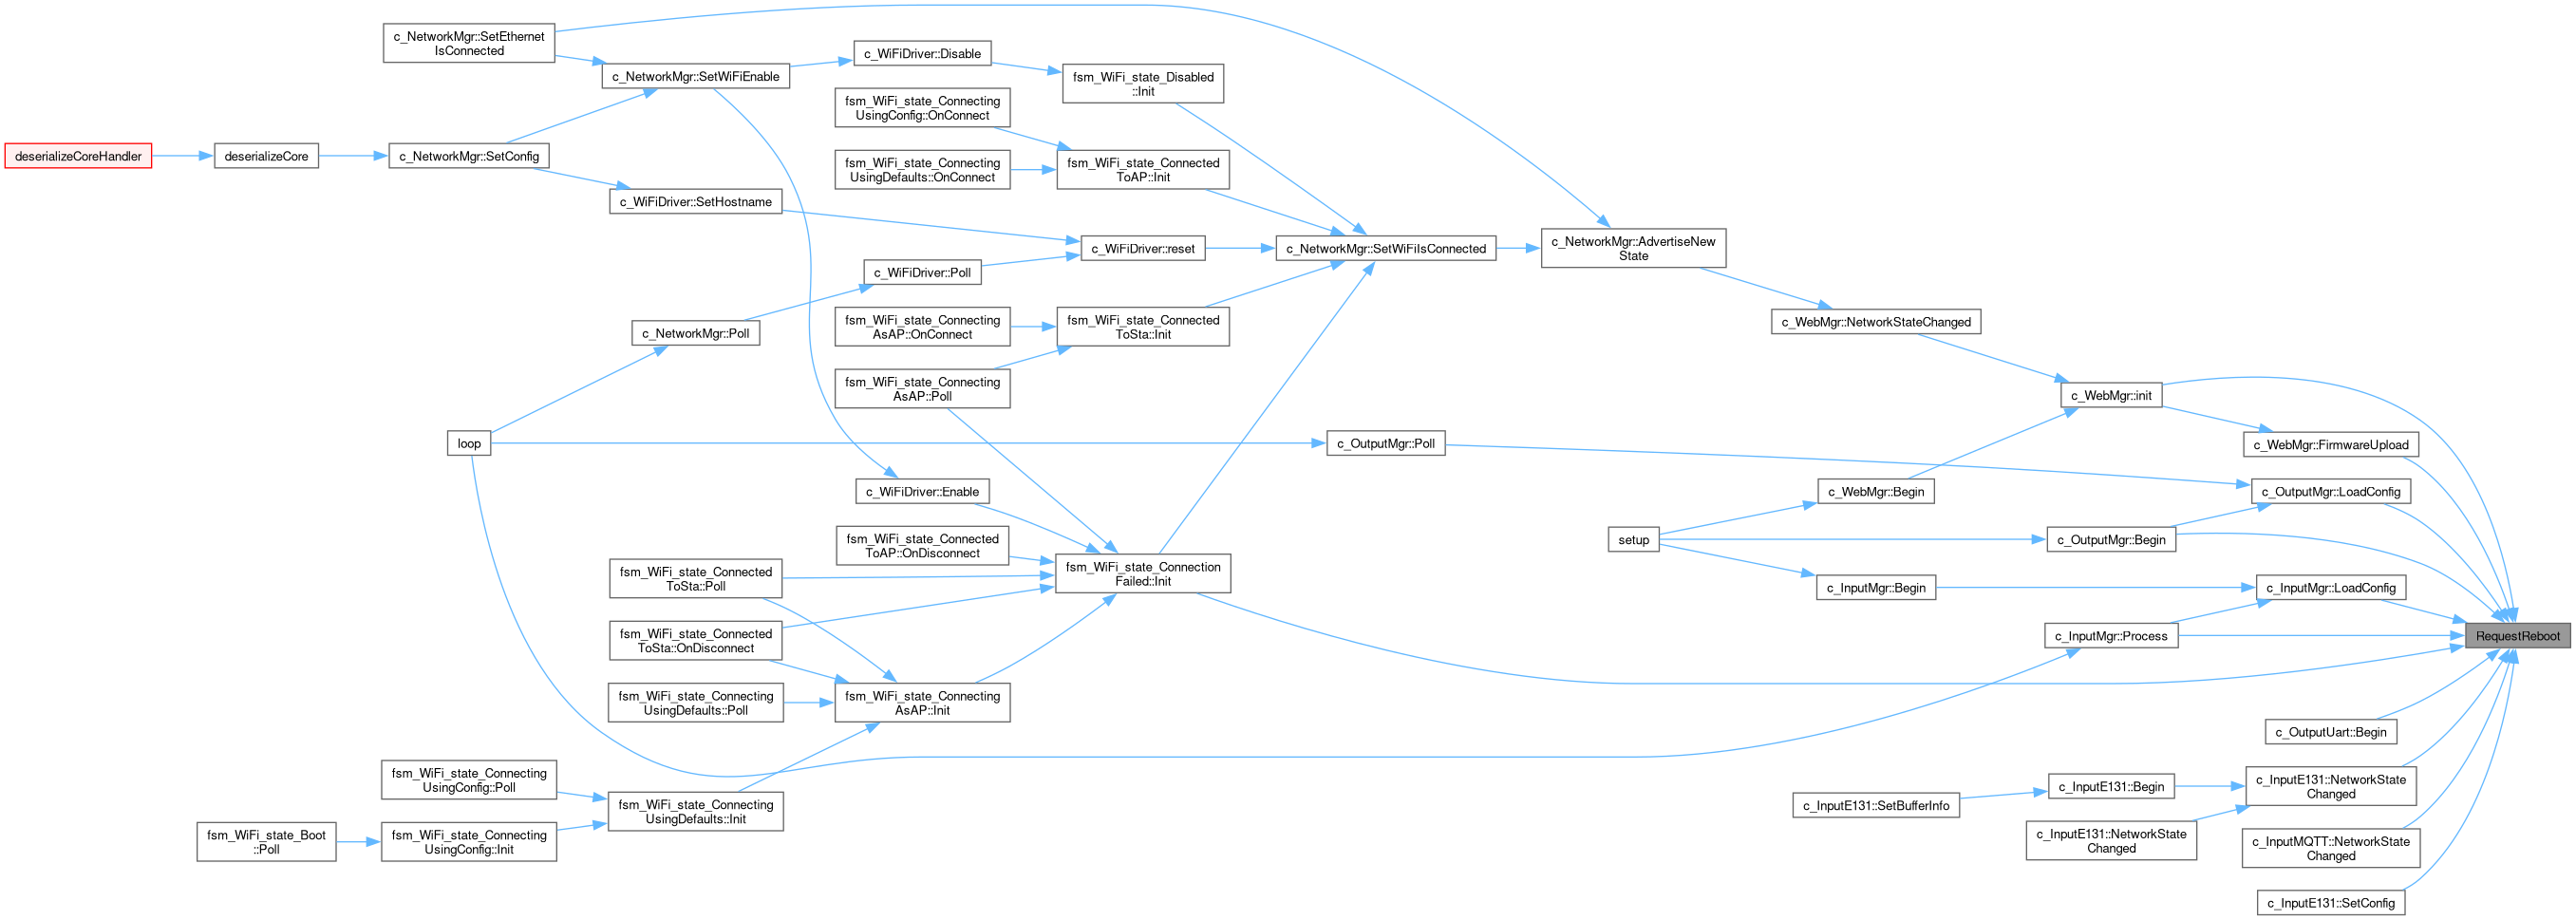 c_NetworkMgr::SetEthernet
IsConnected
c_WiFiDriver::Disable
c_NetworkMgr::SetWiFiEnable
fsm_WiFi_state_Disabled
::Init
fsm_WiFi_state_Connecting
UsingConfig::OnConnect
deserializeCoreHandler
deserializeCore
c_NetworkMgr::SetConfig
fsm_WiFi_state_Connecting
UsingDefaults::OnConnect
fsm_WiFi_state_Connected
ToAP::Init
c_WiFiDriver::SetHostname
c_WiFiDriver::reset
c_NetworkMgr::SetWiFiIsConnected
c_NetworkMgr::AdvertiseNew
State
c_WiFiDriver::Poll
c_NetworkMgr::Poll
fsm_WiFi_state_Connecting
AsAP::OnConnect
fsm_WiFi_state_Connected
ToSta::Init
c_WebMgr::NetworkStateChanged
fsm_WiFi_state_Connecting
AsAP::Poll
c_WebMgr::init
loop
c_OutputMgr::Poll
c_WebMgr::FirmwareUpload
c_WiFiDriver::Enable
c_WebMgr::Begin
c_OutputMgr::LoadConfig
fsm_WiFi_state_Connected
ToAP::OnDisconnect
setup
c_OutputMgr::Begin
fsm_WiFi_state_Connected
ToSta::Poll
fsm_WiFi_state_Connection
Failed::Init
c_InputMgr::Begin
c_InputMgr::LoadConfig
fsm_WiFi_state_Connected
ToSta::OnDisconnect
c_InputMgr::Process
RequestReboot
fsm_WiFi_state_Connecting
UsingDefaults::Poll
fsm_WiFi_state_Connecting
AsAP::Init
c_OutputUart::Begin
fsm_WiFi_state_Connecting
UsingConfig::Poll
fsm_WiFi_state_Connecting
UsingDefaults::Init
c_InputE131::SetBufferInfo
c_InputE131::Begin
c_InputE131::NetworkState
Changed
fsm_WiFi_state_Boot
::Poll
fsm_WiFi_state_Connecting
UsingConfig::Init
c_InputE131::NetworkState
Changed
c_InputMQTT::NetworkState
Changed
c_InputE131::SetConfig